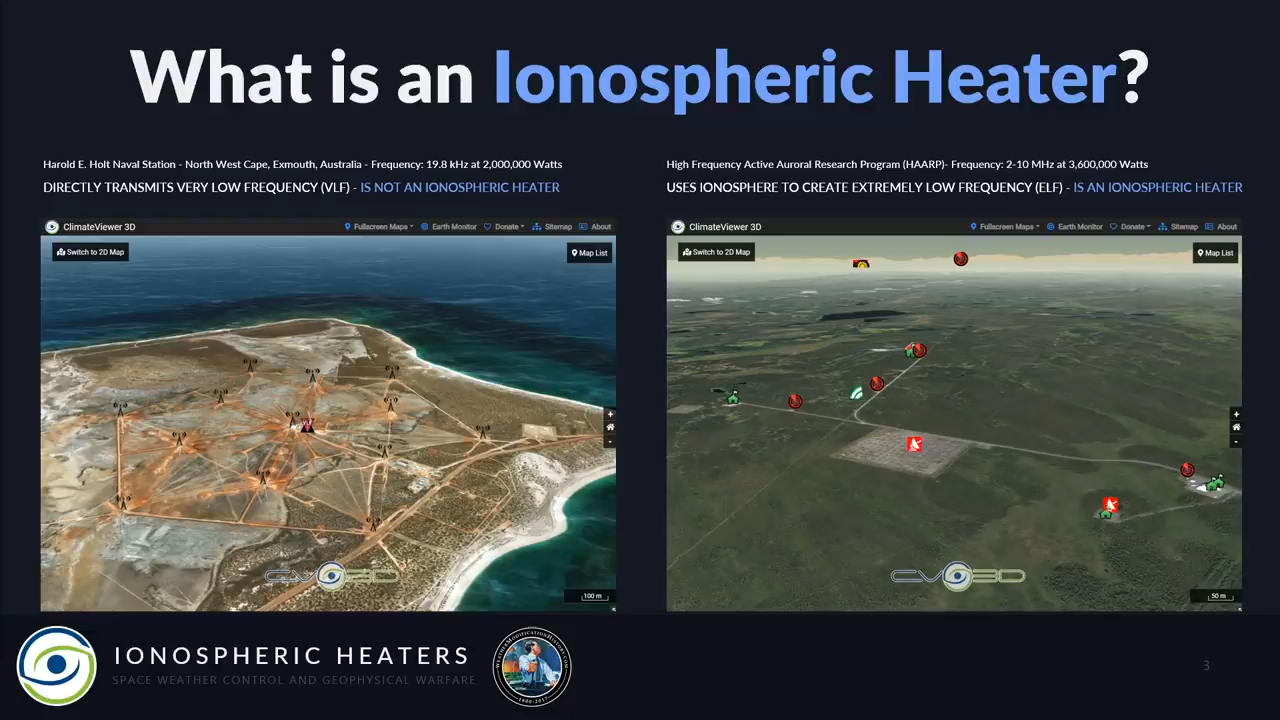 What is an Ionospheric Heater?
Harold E. Holt Naval Station - North West Cape, Exmouth, Australia - Frequency: 19.8 kHz at 2,000,000 Watts
DIRECTLY TRANSMITS VERY LOW FREQUENCY (VLF) - IS NOT AN IONOSPHERIC HEATER
High Frequency Active Auroral Research Program (HAARP)- Frequency: 2-10 MHz at 3,600,000 Watts
USES IONOSPHERE TO CREATE EXTREMELY LOW FREQUENCY (ELF) - IS AN IONOSPHERIC HEATER
ClimateViewer 3D
Fullscreen Maps
Earth Monitor
Donate
Sitemap
About
Switch to 2D Map
Map List
CV3D
100 m
ClimateViewer 3D
Fullscreen Maps
Earth Monitor
Donate
Sitemap
About
Switch to 2D Map
Map List
CV3D
50 m
IONOSPHERIC HEATERS
SPACE WEATHER CONTROL AND GEOPHYSICAL WARFARE
WEATHERMODIFICATIONHISTORY.COM
3